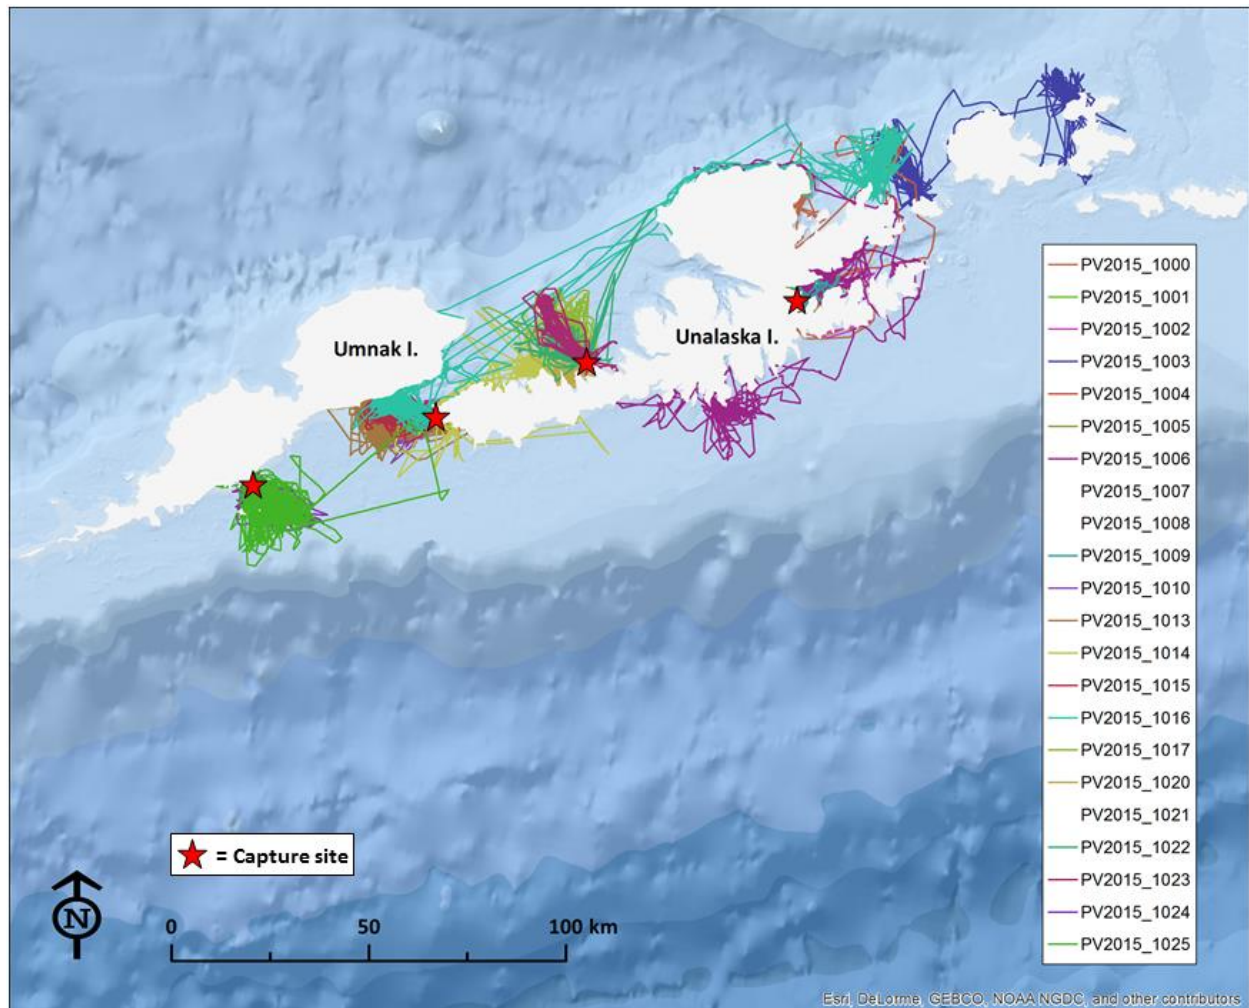 Umnak I.
Unalaska I.
PV2015_1000
PV2015_1001
PV2015_1002
PV2015_1003
PV2015_1004
PV2015_1005
PV2015_1006
PV2015_1007
PV2015_1008
PV2015_1009
PV2015_1010
PV2015_1013
PV2015_1014
PV2015_1015
PV2015_1016
PV2015_1017
PV2015_1020
PV2015_1021
PV2015_1022
PV2015_1023
PV2015_1024
PV2015_1025
= Capture site
N
0 50 100 km
Esri, DeLorme, GEBCO, NOAA NGDC, and other contributors